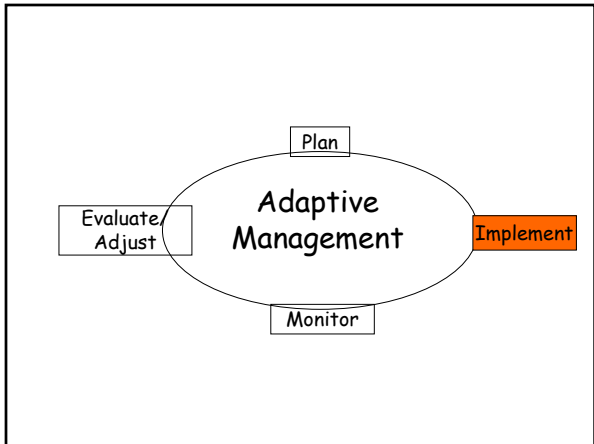 Plan
Adaptive
Management
Evaluate/
Adjust
Implement
Monitor